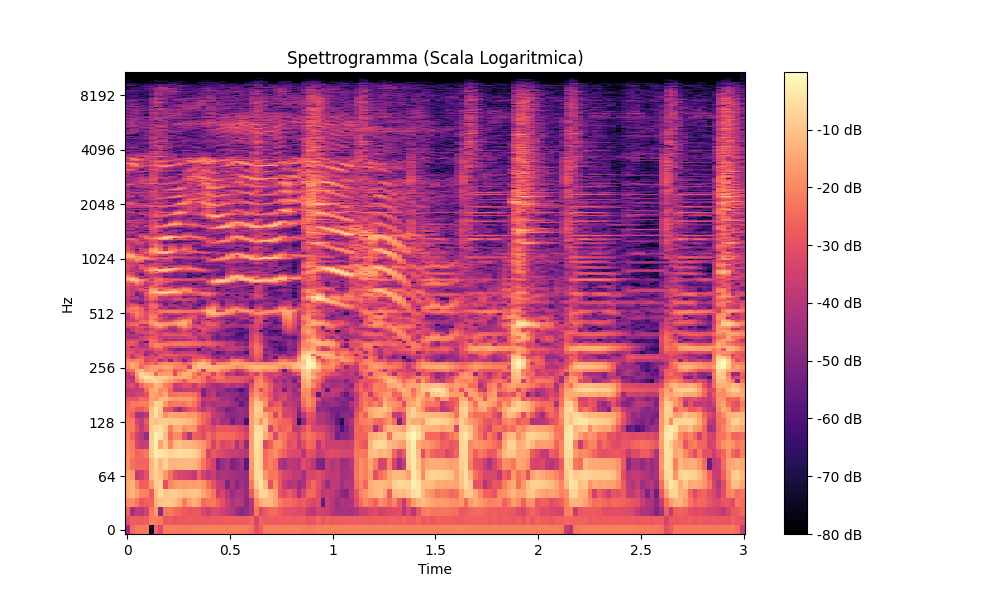 Spettrogramma (Scala Logaritmica)
8192
4096
2048
1024
512
256
128
64
0
Hz
0
0.5
1
1.5
2
2.5
3
Time
-10 dB
-20 dB
-30 dB
-40 dB
-50 dB
-60 dB
-70 dB
-80 dB